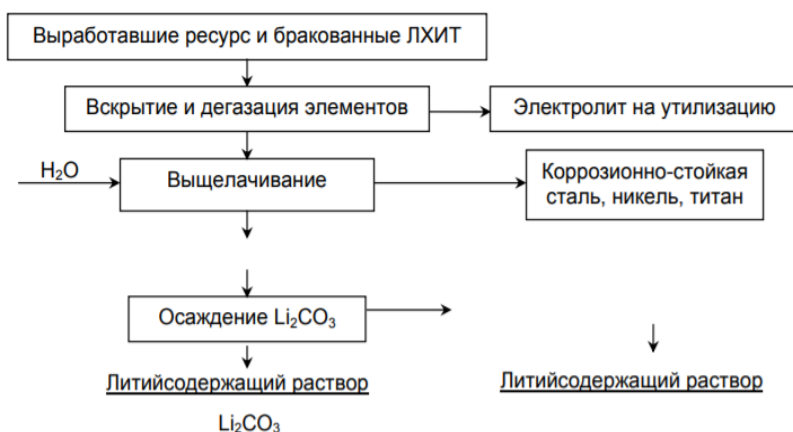 Выработавшие ресурс и бракованные ЛХИТ
Вскрытие и дегазация элементов
Электролит на утилизацию
H₂O
Выщелачивание
Коррозионно-стойкая
сталь, никель, титан
Осаждение Li₂CO₃
Литийсодержащий раствор
Литийсодержащий раствор
Li₂CO₃